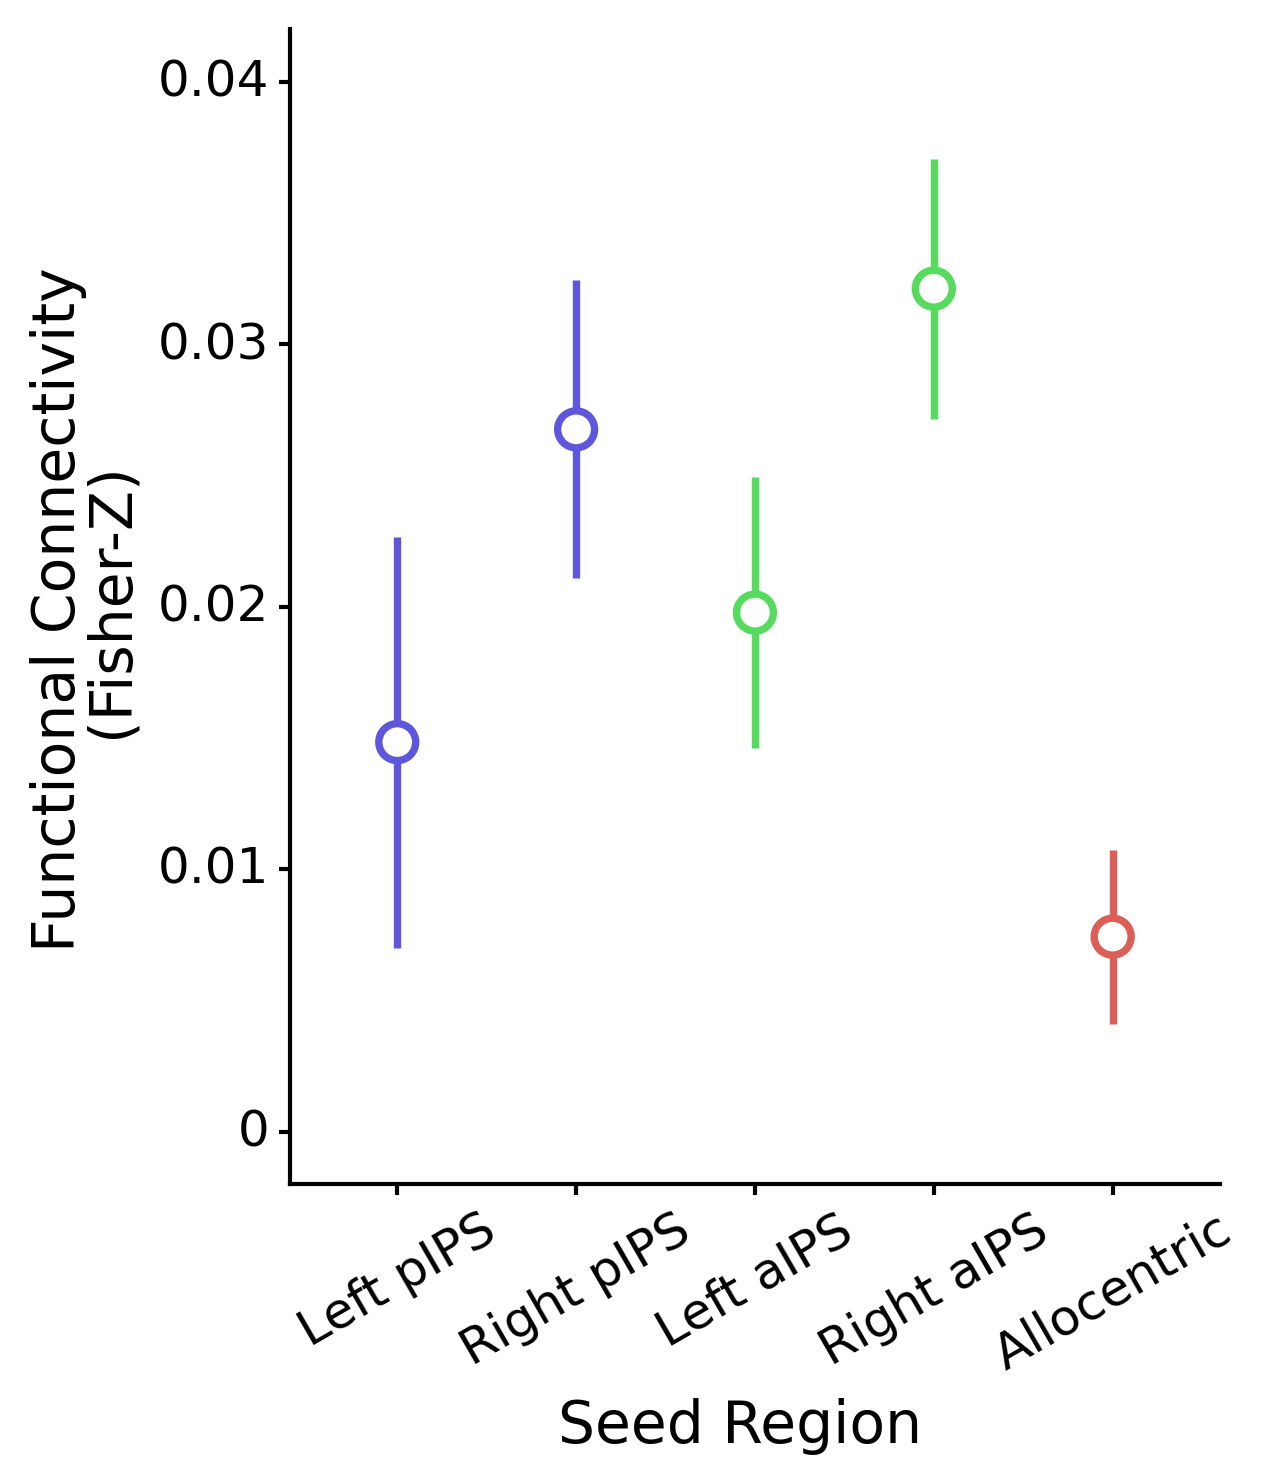 0.04
0.03
0.02
0.01
0
Functional Connectivity
(Fisher-Z)
Left pIPS
Right pIPS
Left aIPS
Right aIPS
Allocentric
Seed Region